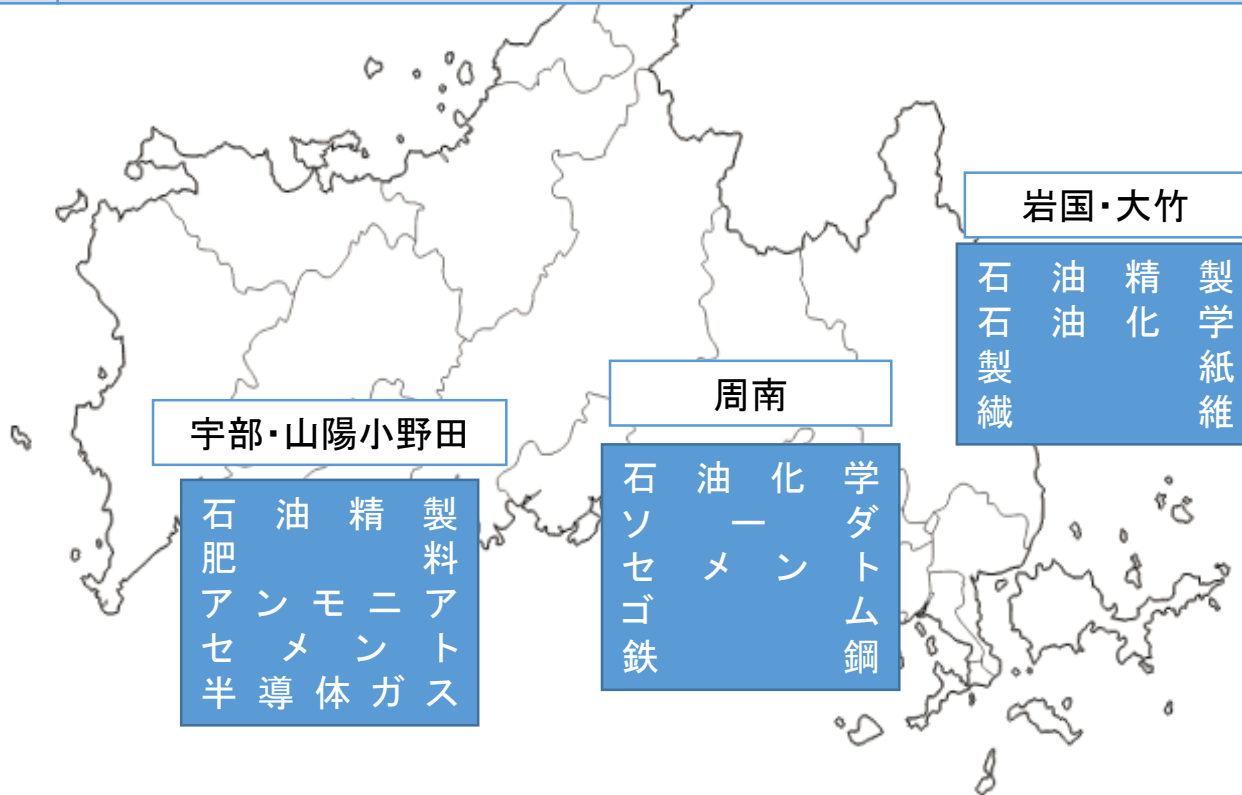 岩国・大竹
石油精製
石油化学
製紙
繊維
周南
石油化学
ソーダ
セメント
ゴム
鉄鋼
宇部・山陽小野田
石油精製
肥料
アンモニア
セメント
半導体ガス